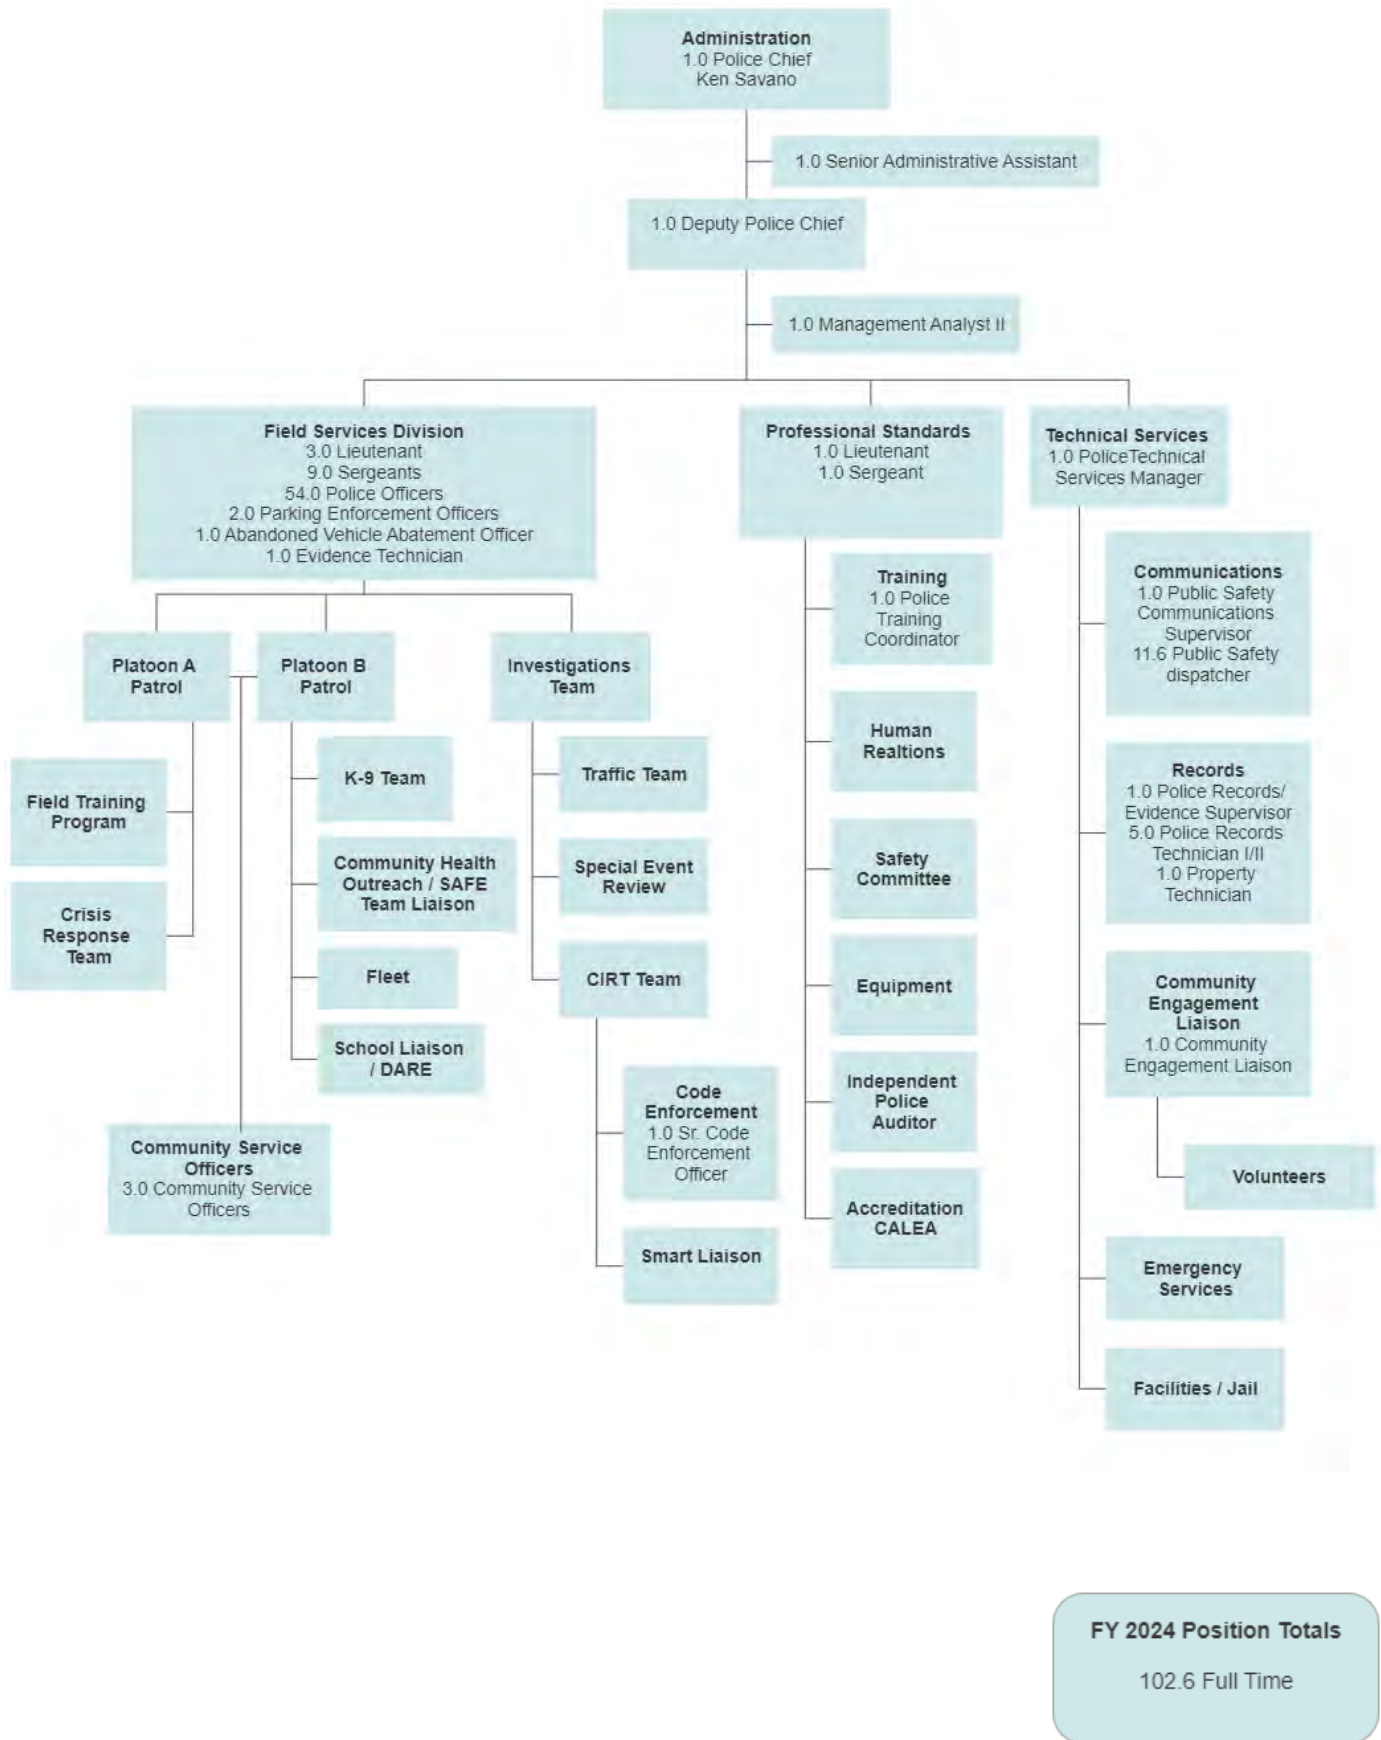 Administration
1.0 Police Chief
Ken Savano
1.0 Senior Administrative Assistant
1.0 Deputy Police Chief
1.0 Management Analyst II
Field Services Division
3.0 Lieutenant
9.0 Sergeants
54.0 Police Officers
2.0 Parking Enforcement Officers
1.0 Abandoned Vehicle Abatement Officer
1.0 Evidence Technician
Professional Standards
1.0 Lieutenant
1.0 Sergeant
Technical Services
1.0 PoliceTechnical
Services Manager
Platoon A
Patrol
Platoon B
Patrol
Investigations
Team
Field Training
Program
Crisis
Response
Team
K-9 Team
Community Health
Outreach / SAFE
Team Liaison
Fleet
School Liaison
/ DARE
Community Service
Officers
3.0 Community Service
Officers
Traffic Team
Special Event
Review
CIRT Team
Code
Enforcement
1.0 Sr. Code
Enforcement
Officer
Smart Liaison
Training
1.0 Police
Training
Coordinator
Human
Realtions
Safety
Committee
Equipment
Independent
Police
Auditor
Accreditation
CALEA
Communications
1.0 Public Safety
Communications
Supervisor
11.6 Public Safety
dispatcher
Records
1.0 Police Records/
Evidence Supervisor
5.0 Police Records
Technician I/II
1.0 Property
Technician
Community
Engagement
Liaison
1.0 Community
Engagement Liaison
Volunteers
Emergency
Services
Facilities / Jail
FY 2024 Position Totals
102.6 Full Time